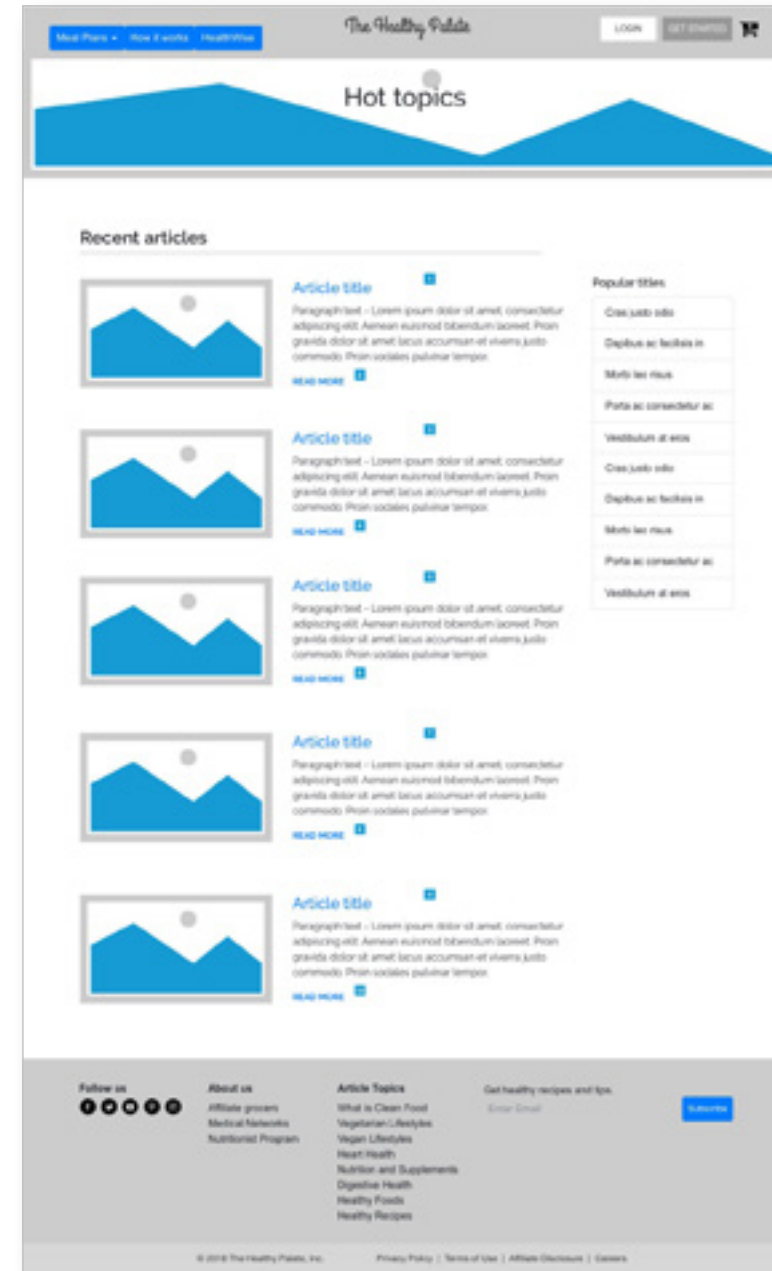 Meal Plans How it works HealthWise
The Healthy Palate
LOGIN GET STARTED
Hot topics
Recent articles
Article title
Paragraph text - Lorem ipsum dolor sit amet, consectetur
adipiscing elit. Aenean euismod bibendum laoreet. Proin
gravida dolor sit amet lacus accumsan et viverra justo
commodo. Proin sodales pulvinar tempor.
READ MORE
Article title
Paragraph text - Lorem ipsum dolor sit amet, consectetur
adipiscing elit. Aenean euismod bibendum laoreet. Proin
gravida dolor sit amet lacus accumsan et viverra justo
commodo. Proin sodales pulvinar tempor.
READ MORE
Article title
Paragraph text - Lorem ipsum dolor sit amet, consectetur
adipiscing elit. Aenean euismod bibendum laoreet. Proin
gravida dolor sit amet lacus accumsan et viverra justo
commodo. Proin sodales pulvinar tempor.
READ MORE
Article title
Paragraph text - Lorem ipsum dolor sit amet, consectetur
adipiscing elit. Aenean euismod bibendum laoreet. Proin
gravida dolor sit amet lacus accumsan et viverra justo
commodo. Proin sodales pulvinar tempor.
READ MORE
Article title
Paragraph text - Lorem ipsum dolor sit amet, consectetur
adipiscing elit. Aenean euismod bibendum laoreet. Proin
gravida dolor sit amet lacus accumsan et viverra justo
commodo. Proin sodales pulvinar tempor.
READ MORE
Popular titles
Cras justo odio
Dapibus ac facilisis in
Morbi leo risus
Porta ac consectetur ac
Vestibulum at eros
Cras justo odio
Dapibus ac facilisis in
Morbi leo risus
Porta ac consectetur ac
Vestibulum at eros
Follow us
About us
Affiliate grocers
Medical Networks
Nutritionist Program
Article Topics
What is Clean Food
Vegetarian Lifestyles
Vegan Lifestyles
Heart Health
Nutrition and Supplements
Digestive Health
Healthy Foods
Healthy Recipes
Get healthy recipes and tips.
Enter Email
Subscribe
© 2018 The Healthy Palate, Inc. Privacy Policy | Terms of Use | Affiliate Disclosure | Careers